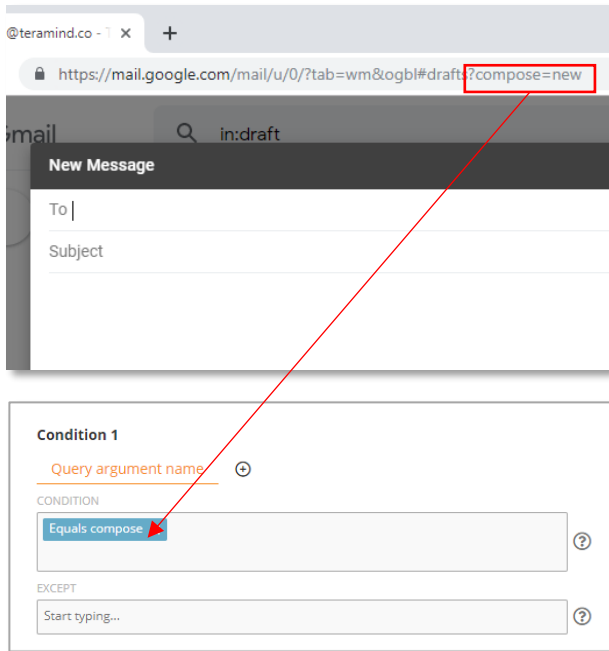 @teramind.co - T
https://mail.google.com/mail/u/0/?tab=wm&ogbl#drafts?compose=new
in:draft
New Message
To
Subject
Condition 1
Query argument name
CONDITION
Equals compose
EXCEPT
Start typing...